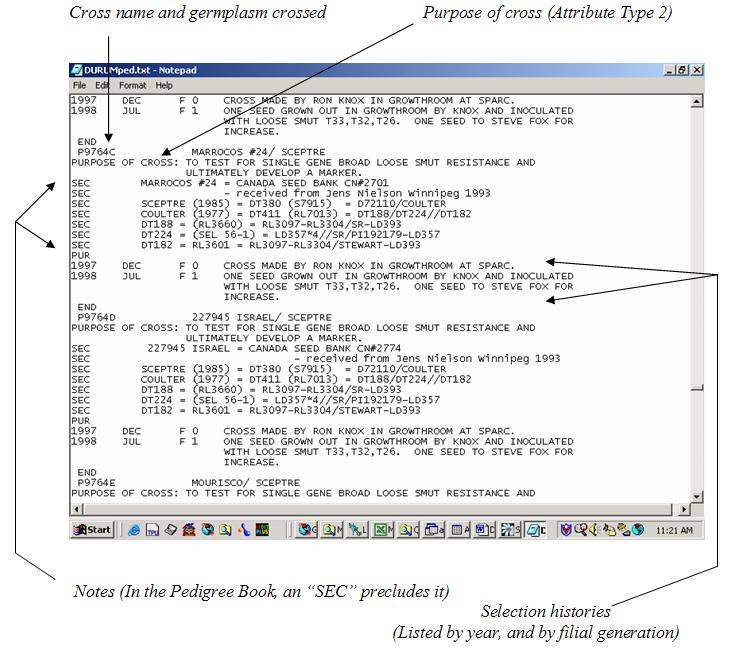 Cross name and germplasm crossed
Purpose of cross (Attribute Type 2)
DURUMped.txt - Notepad
File Edit Format Help
1997 DEC F 0 CROSS MADE BY RON KNOX IN GROWTHROOM AT SPARC.
1998 JUL F 1 ONE SEED GROWN OUT IN GROWTHROOM BY KNOX AND INOCULATED
WITH LOOSE SMUT T33,T32,T26. ONE SEED TO STEVE FOX FOR
INCREASE.
END
P9764C MARROCOS #24/ SCEPTRE
PURPOSE OF CROSS: TO TEST FOR SINGLE GENE BROAD LOOSE SMUT RESISTANCE AND
ULTIMATELY DEVELOP A MARKER.
SEC MARROCOS #24 = CANADA SEED BANK CN#2701
SEC - received from Jens Nielson Winnipeg 1993
SEC SCEPTRE (1985) = DT380 (S7915) = D72110/COULTER
SEC COULTER (1977) = DT411 (RL7013) = DT188/DT224//DT182
SEC DT188 = (RL3660) = RL3097-RL3304/SR-LD393
SEC DT224 = (SEL 56-1) = LD357*4//SR/PI192179-LD357
SEC DT182 = RL3601 = RL3097-RL3304/STEWART-LD393
PUR
1997 DEC F 0 CROSS MADE BY RON KNOX IN GROWTHROOM AT SPARC.
1998 JUL F 1 ONE SEED GROWN OUT IN GROWTHROOM BY KNOX AND INOCULATED
WITH LOOSE SMUT T33,T32,T26. ONE SEED TO STEVE FOX FOR
INCREASE.
END
P9764D 227945 ISRAEL/ SCEPTRE
PURPOSE OF CROSS: TO TEST FOR SINGLE GENE BROAD LOOSE SMUT RESISTANCE AND
ULTIMATELY DEVELOP A MARKER.
SEC 227945 ISRAEL = CANADA SEED BANK CN#2774
SEC - received from Jens Nielson Winnipeg 1993
SEC SCEPTRE (1985) = DT380 (S7915) = D72110/COULTER
SEC COULTER (1977) = DT411 (RL7013) = DT188/DT224//DT182
SEC DT188 = (RL3660) = RL3097-RL3304/SR-LD393
SEC DT224 = (SEL 56-1) = LD357*4//SR/PI192179-LD357
SEC DT182 = RL3601 = RL3097-RL3304/STEWART-LD393
PUR
1997 DEC F 0 CROSS MADE BY RON KNOX IN GROWTHROOM AT SPARC.
1998 JUL F 1 ONE SEED GROWN OUT IN GROWTHROOM BY KNOX AND INOCULATED
WITH LOOSE SMUT T33,T32,T26. ONE SEED TO STEVE FOX FOR
INCREASE.
END
P9764E MOURISCO/ SCEPTRE
PURPOSE OF CROSS: TO TEST FOR SINGLE GENE BROAD LOOSE SMUT RESISTANCE AND
Start 11:21 AM
Notes (In the Pedigree Book, an “SEC” precludes it)
Selection histories
(Listed by year, and by filial generation)